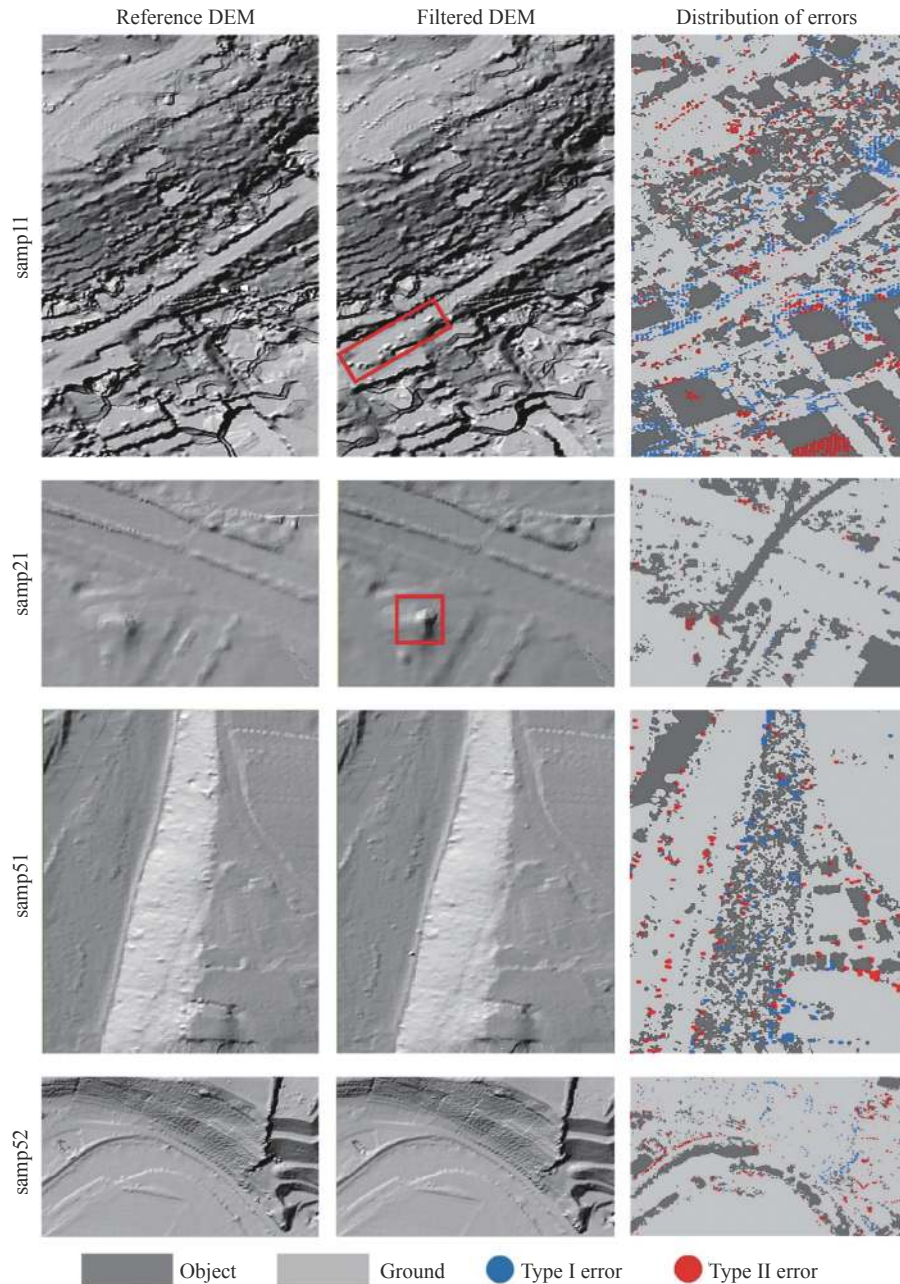 Reference DEM Filtered DEM Distribution of errors
samp11
samp21
samp51
samp52
Object Ground Type I error Type II error